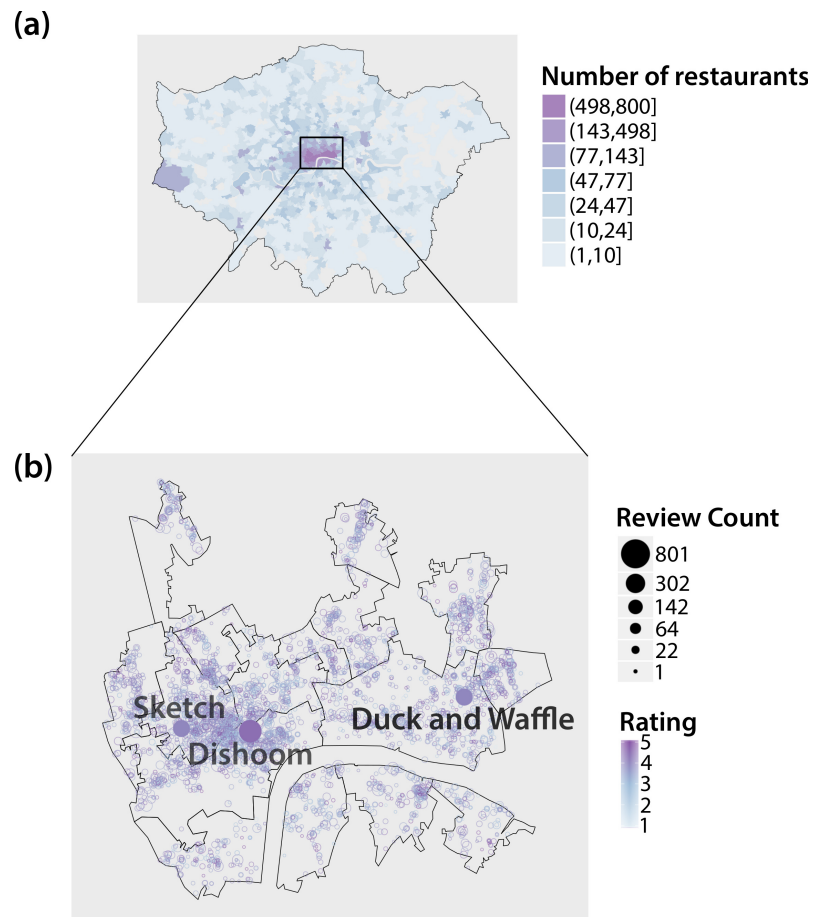 (a)
Number of restaurants
(498,800]
(143,498]
(77,143]
(47,77]
(24,47]
(10,24]
(1,10]
(b)
Review Count
801
302
142
64
22
1
Sketch
Duck and Waffle
Dishoom
Rating
5
4
3
2
1